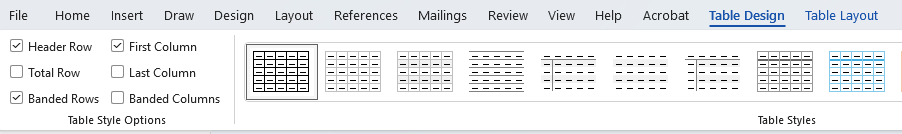 File Home Insert Draw Design Layout References Mailings Review View Help Acrobat Table Design Table Layout
Header Row First Column
Total Row Last Column
Banded Rows Banded Columns
Table Style Options Table Styles